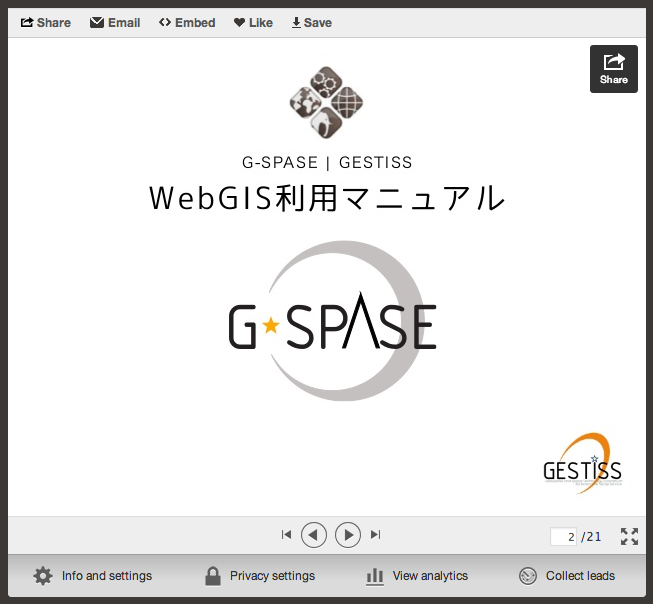 Share Email Embed Like Save
Share
G-SPASE | GESTISS
WebGIS利用マニュアル
G★SPASE
GESTISS
2 /21
Info and settings Privacy settings View analytics Collect leads